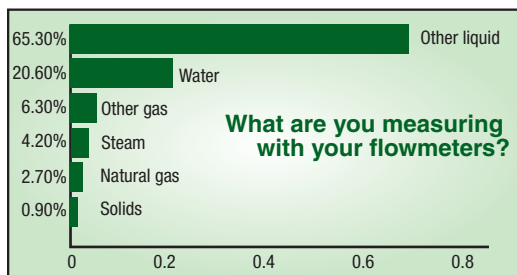 65.30% Other liquid
20.60% Water
6.30% Other gas
4.20% Steam
2.70% Natural gas
0.90% Solids
What are you measuring
with your flowmeters?
0 0.2 0.4 0.6 0.8